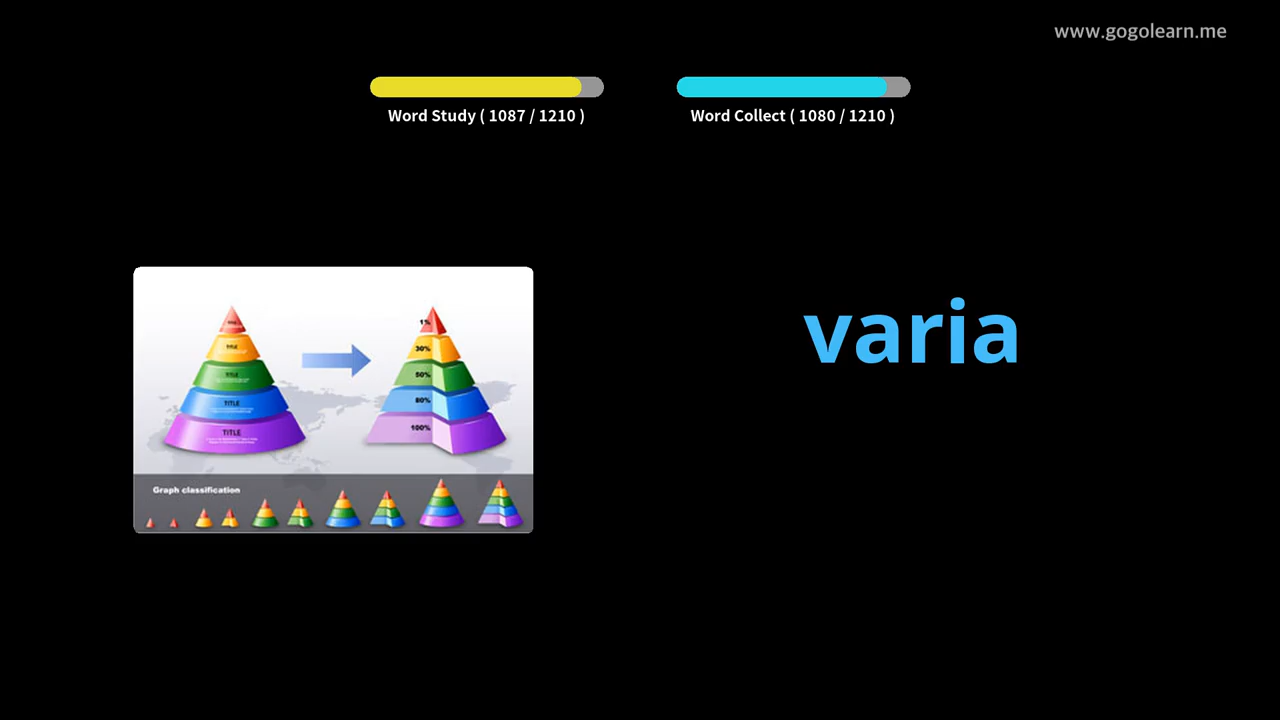 www.gogolearn.me
Word Study ( 1087 / 1210 )
Word Collect ( 1080 / 1210 )
varia
1%
TITLE
30%
TITLE
50%
TITLE
80%
TITLE
100%
Graph classification